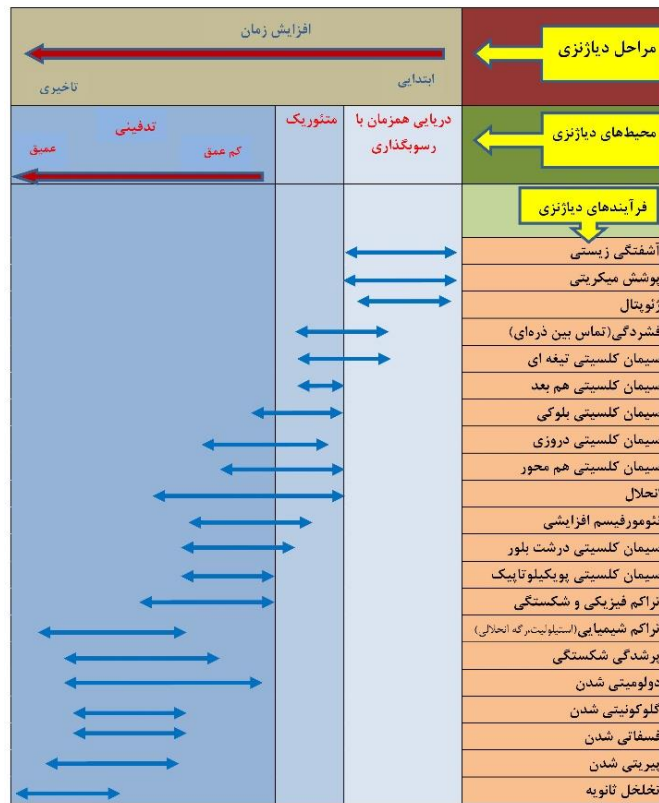 مراحل دیاژنزی
افزایش زمان
ابتدایی
تاخیری
محیط‌های دیاژنزی
دریایی همزمان با
رسوبگذاری
متئوریک
تدفینی
کم عمق
عمیق
فرآیندهای دیاژنزی
آشفتگی زیستی
پوشش میکریتی
ژئوپتال
فشردگی(تماس بین ذره‌ای)
سیمان کلسیتی تیغه ای
سیمان کلسیتی هم بعد
سیمان کلسیتی بلوکی
سیمان کلسیتی دروزی
سیمان کلسیتی هم محور
انحلال
نئومورفیسم افزایشی
سیمان کلسیتی درشت بلور
سیمان کلسیتی پویکیلوتاپیک
تراکم فیزیکی و شکستگی
تراکم شیمیایی(استیلولیت،رگه انحلالی)
پرشدگی شکستگی
دولومیتی شدن
گلوکونیتی شدن
فسفاتی شدن
پیریتی شدن
تخلخل ثانویه